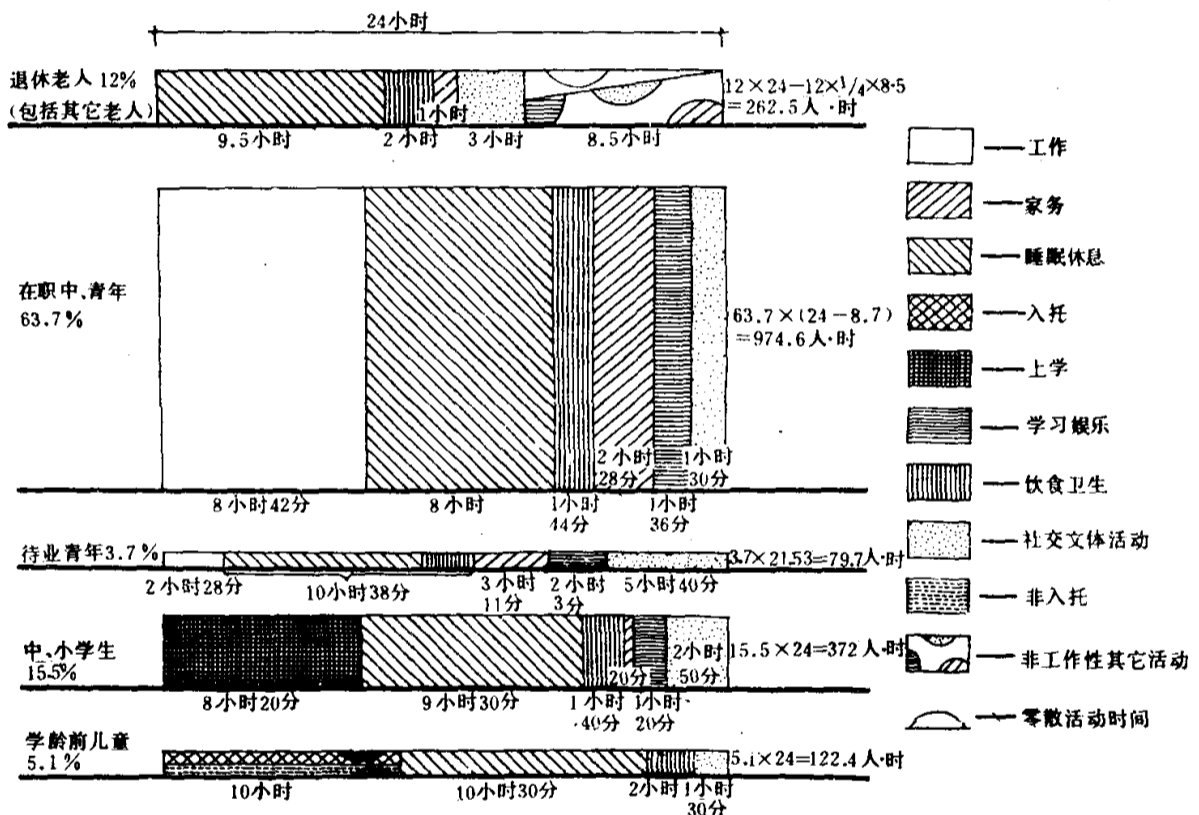 24小时
退休老人 12%
(包括其它老人)
12×24−12×1/4×8·5
=262.5人·时
1小时
9.5小时
2小时
3小时
8.5小时
在职中、青年
63.7%
63.7×(24−8.7)
=974.6人·时
2小时
28分
1小时
30分
8小时42分
8小时
1小时
44分
1小时
36分
待业青年3.7%
3.7×21.53=79.7人·时
2小时28分
10小时38分
3小时
11分
2小时
3分
5小时40分
中、小学生
15.5%
15.5×24=372人·时
20分
2小时
50分
8小时20分
9小时30分
1小时
40分
1小时
20分
学龄前儿童
5.1%
5.1×24=122.4人·时
10小时
10小时30分
2小时
1小时
30分
工作
家务
睡眠休息
入托
上学
学习娱乐
饮食卫生
社交文体活动
非入托
非工作性其它活动
零散活动时间